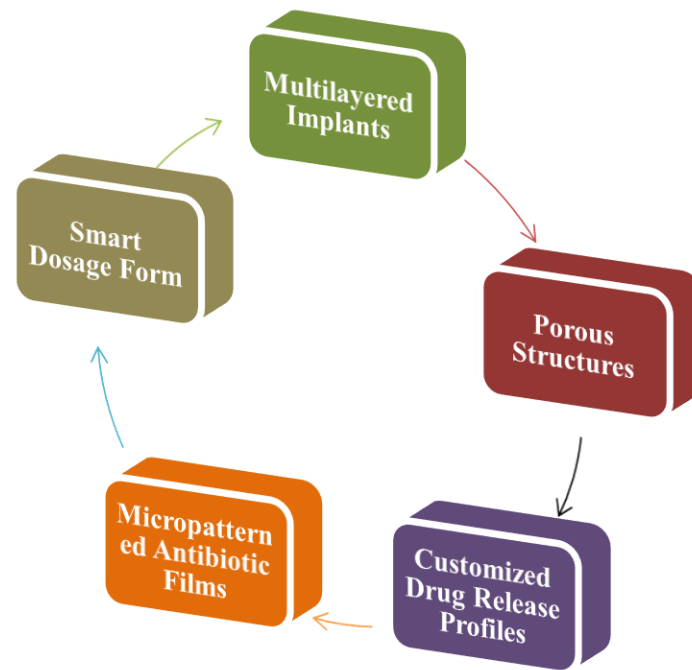 Multilayered
Implants
Porous
Structures
Customized
Drug Release
Profiles
Micropattern
ed Antibiotic
Films
Smart
Dosage Form